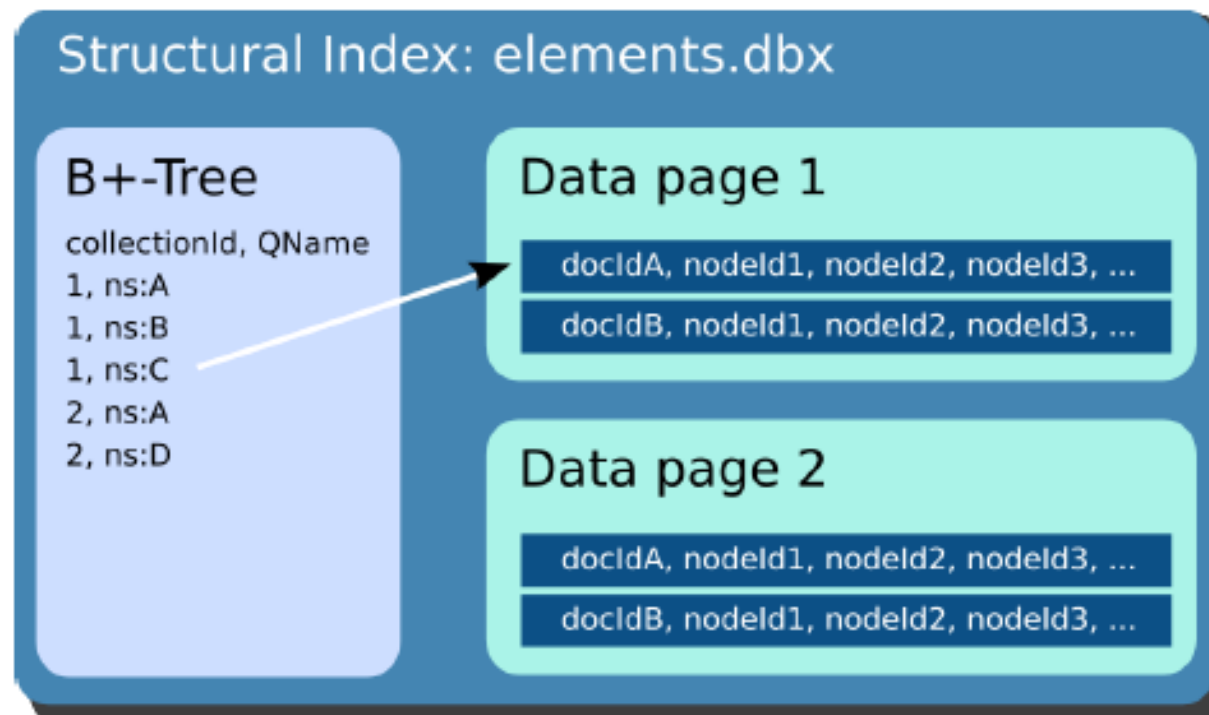 Structural Index: elements.dbx
B+-Tree
collectionId, QName
1, ns:A
1, ns:B
1, ns:C
2, ns:A
2, ns:D
Data page 1
docIdA, nodeId1, nodeId2, nodeId3, ...
docIdB, nodeId1, nodeId2, nodeId3, ...
Data page 2
docIdA, nodeId1, nodeId2, nodeId3, ...
docIdB, nodeId1, nodeId2, nodeId3, ...